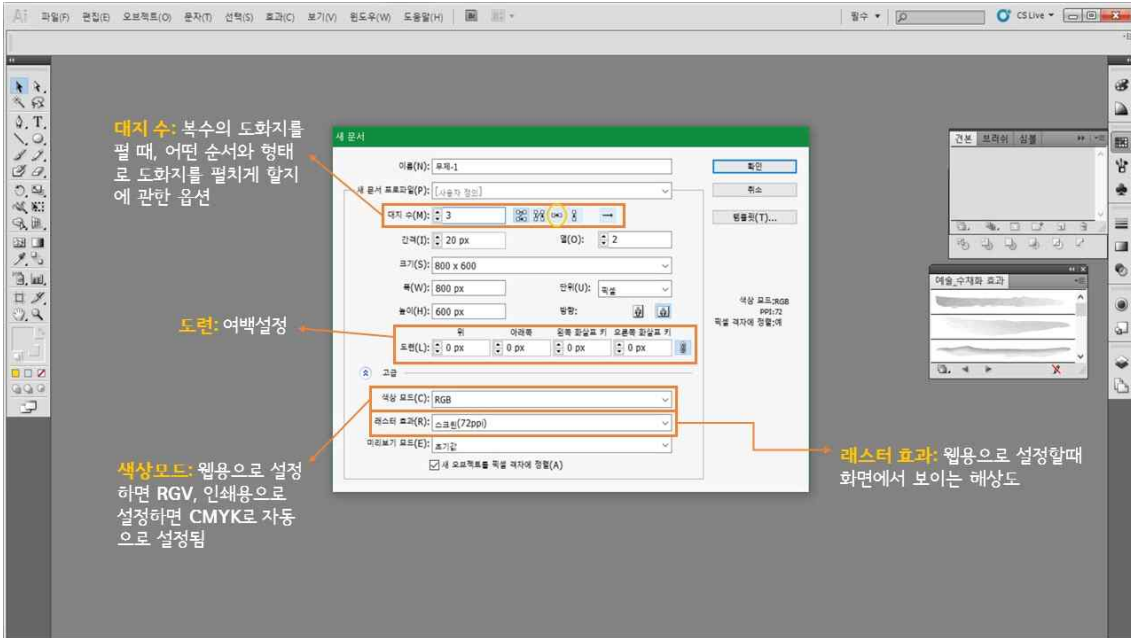 Ai 파일(F) 편집(E) 오브젝트(O) 문자(T) 선택(S) 효과(C) 보기(V) 윈도우(W) 도움말(H) Br 필수 CS Live
대지 수: 복수의 도화지를
펼 때, 어떤 순서와 형태
로 도화지를 펼치게 할지
에 관한 옵션
도련: 여백설정
색상모드: 웹용으로 설정
하면 RGV, 인쇄용으로
설정하면 CMYK로 자동
으로 설정됨
새 문서
이름(N): 무제-1
새 문서 프로파일(P): [사용자 정의]
대지 수(M): 3
간격(I): 20 px 열(O): 2
크기(S): 800 x 600
폭(W): 800 px 단위(U): 픽셀
높이(H): 600 px 방향:
위 아래쪽 왼쪽 화살표 키 오른쪽 화살표 키
도련(L): 0 px 0 px 0 px 0 px
고급
색상 모드(C): RGB
래스터 효과(R): 스크린(72ppi)
미리보기 모드(E): 초기값
새 오브젝트를 픽셀 격자에 정렬(A)
확인
취소
템플릿(T)...
색상 모드:RGB
PPI:72
픽셀 격자에 정렬:예
견본 브러쉬 심볼
예술_수채화 효과
래스터 효과: 웹용으로 설정할때
화면에서 보이는 해상도